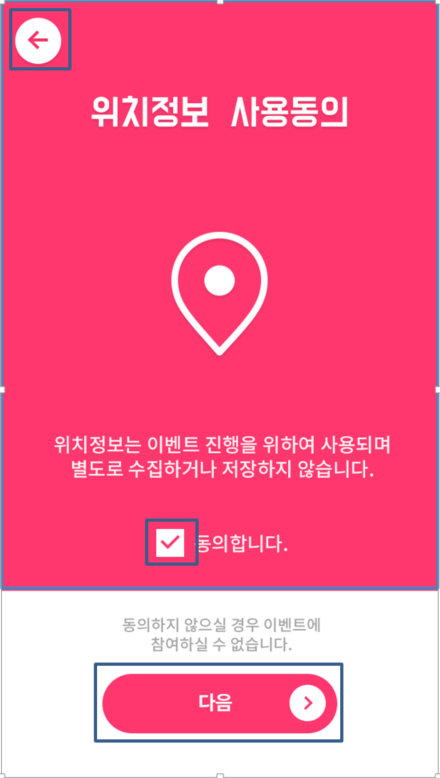 위치정보 사용동의
위치정보는 이벤트 진행을 위하여 사용되며
별도로 수집하거나 저장하지 않습니다.
동의합니다.
동의하지 않으실 경우 이벤트에
참여하실 수 없습니다.
다음